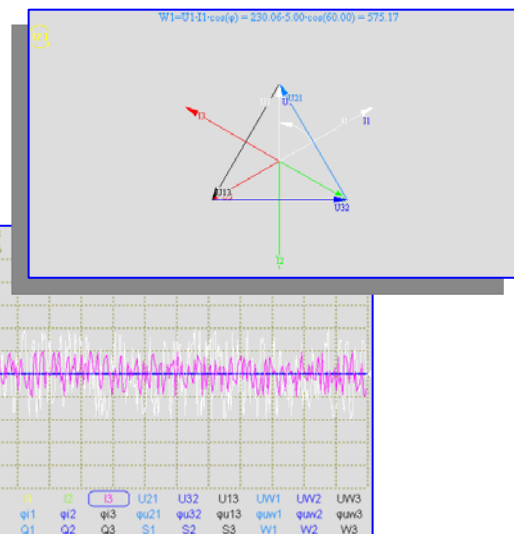 W1=U1·I1·cos(φ) = 230.06·5.00·cos(60.00) = 575.17
U1
U
U21
I3
I1
I1
U13
U32
I2
I1 I2 I3 U21 U32 U13 UW1 UW2 UW3
φi1 φi2 φi3 φu21 φu32 φu13 φuw1 φuw2 φuw3
Q1 Q2 Q3 S1 S2 S3 W1 W2 W3